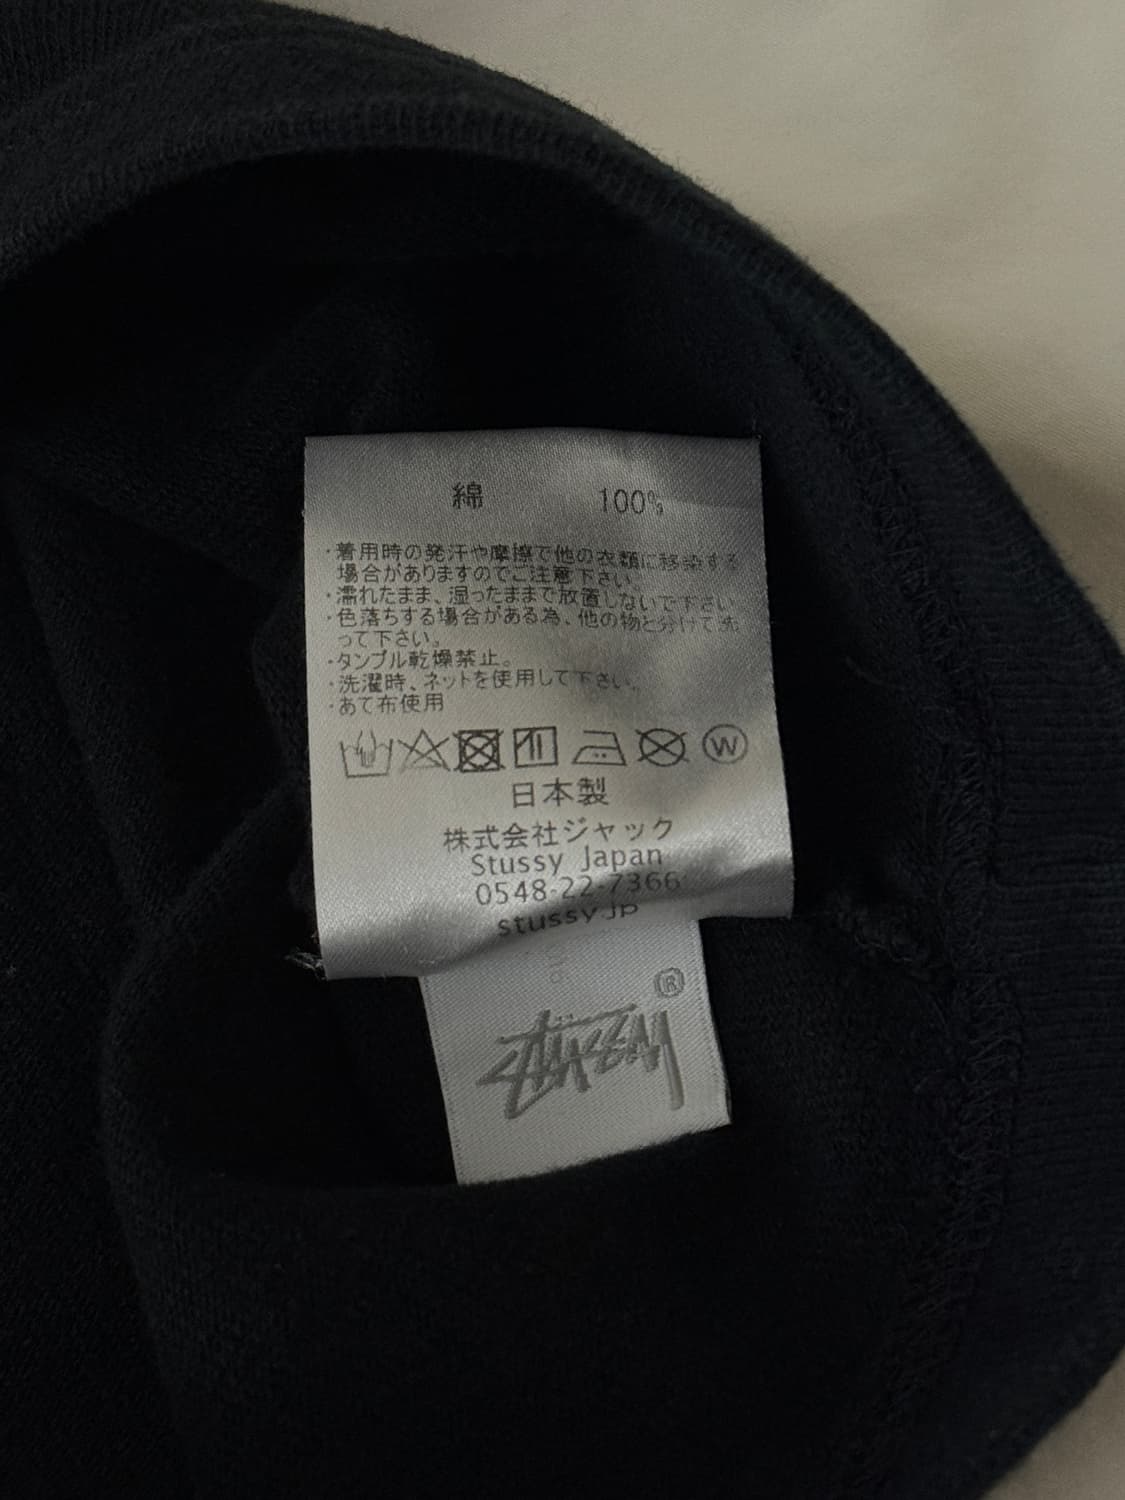 綿 100%
・着用時の発汗や摩擦で他の衣類に移染する
場合がありますのでご注意下さい。
・濡れたまま、湿ったままで放置しないで下さい
・色落ちする場合がある為、他の物と分けて洗
って下さい。
・タンブル乾燥禁止。
・洗濯時、ネットを使用して下さい。
・あて布使用
W
日本製
株式会社ジャック
Stussy Japan
0548-22-7366
stussy.jp
®
STÜSSY